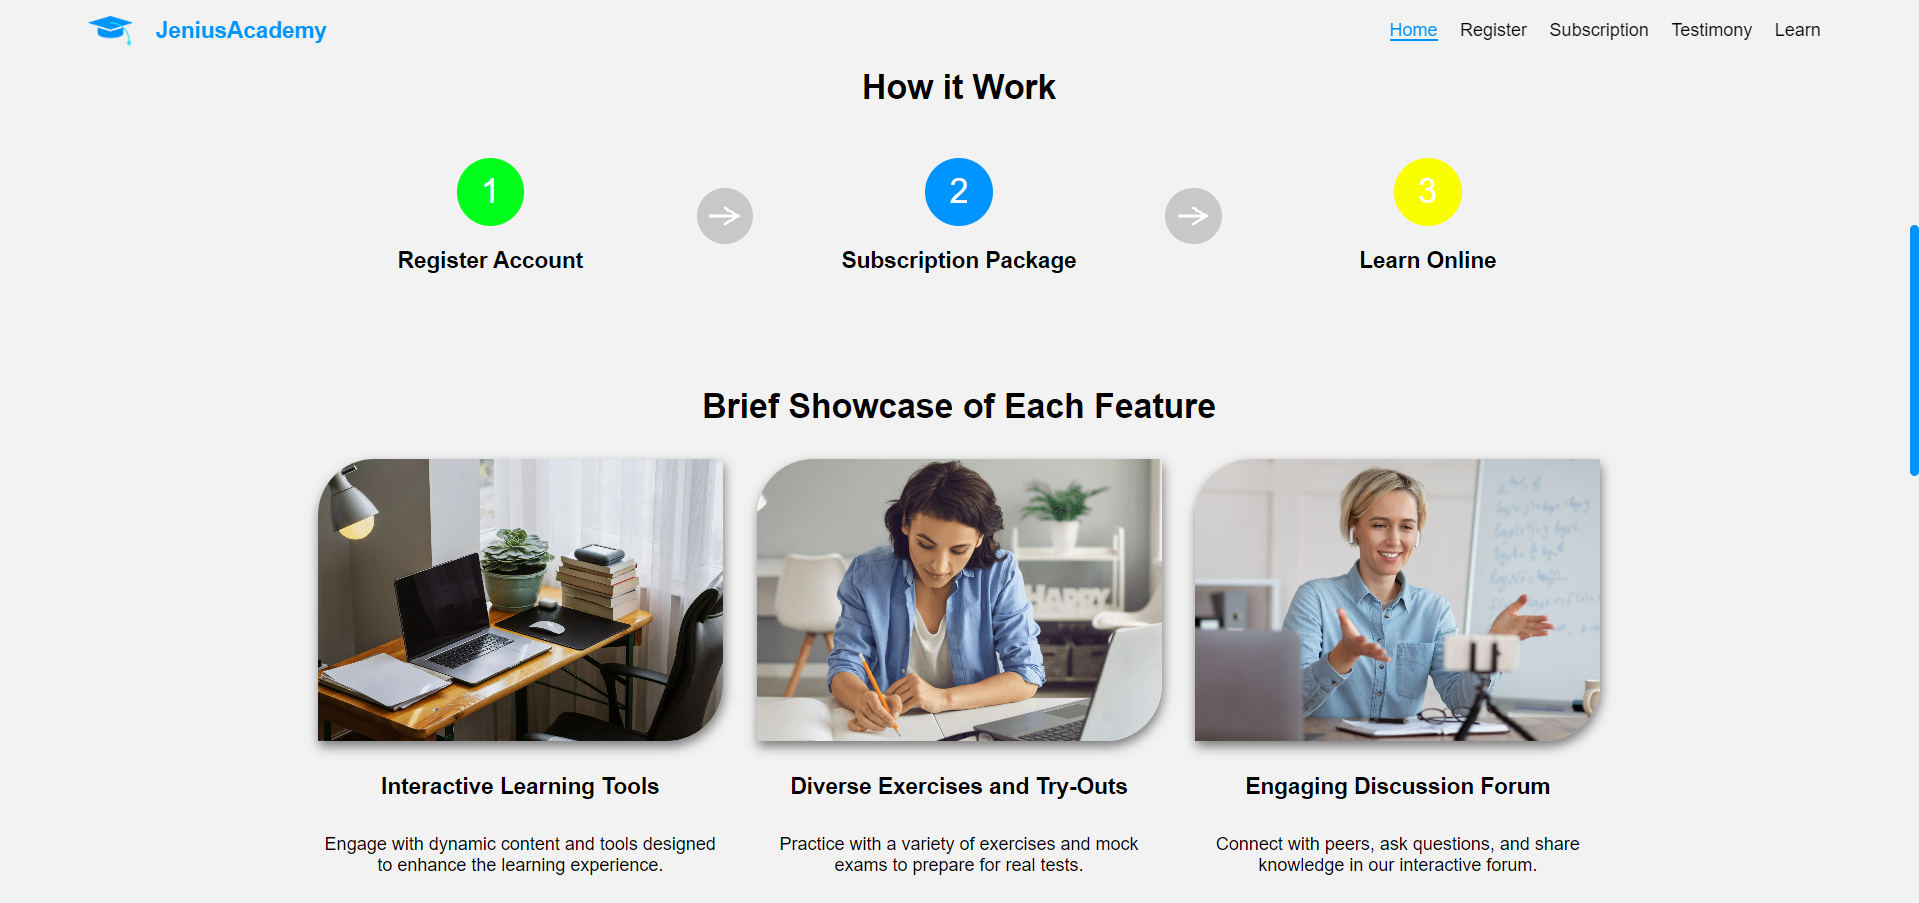 JeniusAcademy
Home Register Subscription Testimony Learn
How it Work
1
2
3
Register Account
Subscription Package
Learn Online
Brief Showcase of Each Feature
HAPPY
Interactive Learning Tools
Engage with dynamic content and tools designed
to enhance the learning experience.
Diverse Exercises and Try-Outs
Practice with a variety of exercises and mock
exams to prepare for real tests.
Engaging Discussion Forum
Connect with peers, ask questions, and share
knowledge in our interactive forum.